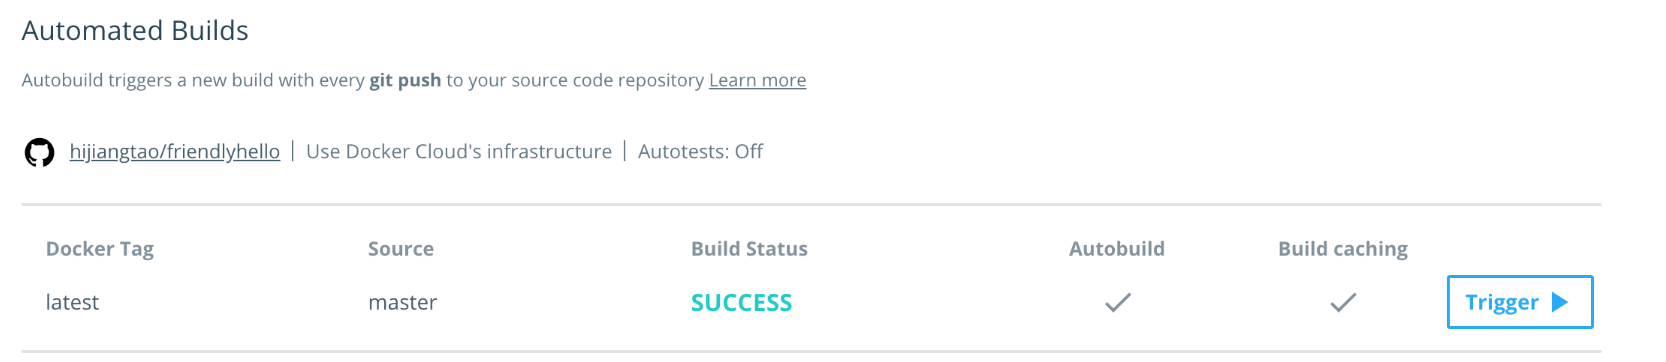 Automated Builds
Autobuild triggers a new build with every git push to your source code repository Learn more
hijiangtao/friendlyhello | Use Docker Cloud's infrastructure | Autotests: Off
Docker Tag Source Build Status Autobuild Build caching
latest master SUCCESS Trigger